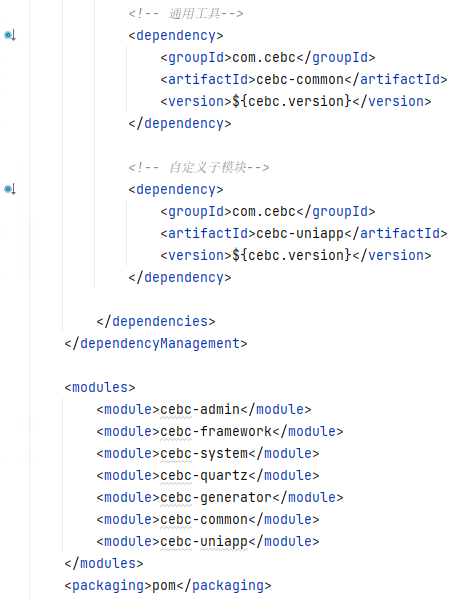 <!-- 通用工具-->
<dependency>
<groupId>com.cebc</groupId>
<artifactId>cebc-common</artifactId>
<version>${cebc.version}</version>
</dependency>
<!-- 自定义子模块-->
<dependency>
<groupId>com.cebc</groupId>
<artifactId>cebc-uniapp</artifactId>
<version>${cebc.version}</version>
</dependency>
</dependencies>
</dependencyManagement>
<modules>
<module>cebc-admin</module>
<module>cebc-framework</module>
<module>cebc-system</module>
<module>cebc-quartz</module>
<module>cebc-generator</module>
<module>cebc-common</module>
<module>cebc-uniapp</module>
</modules>
<packaging>pom</packaging>